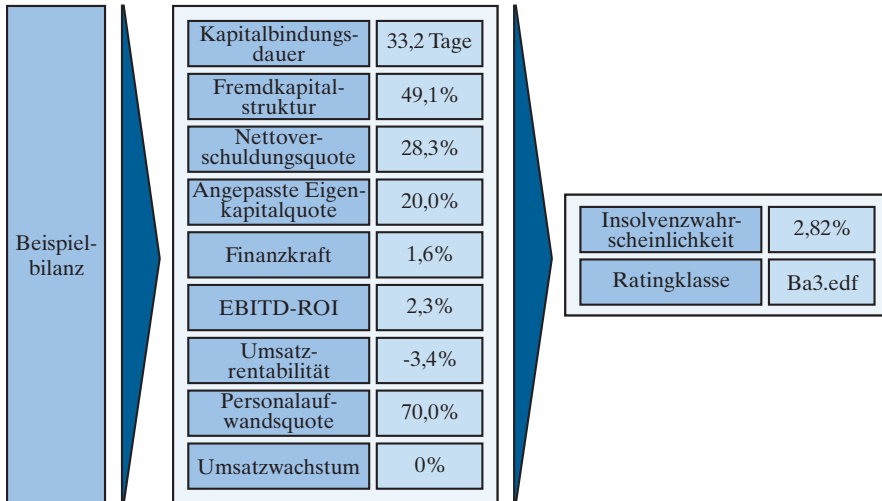 Beispiel-
bilanz
Kapitalbindungs-
dauer
33,2 Tage
Fremdkapital-
struktur
49,1%
Nettover-
schuldungsquote
28,3%
Angepasste Eigen-
kapitalquote
20,0%
Finanzkraft
1,6%
EBITD-ROI
2,3%
Umsatz-
rentabilität
-3,4%
Personalauf-
wandsquote
70,0%
Umsatzwachstum
0%
Insolvenzwahr-
scheinlichkeit
2,82%
Ratingklasse
Ba3.edf